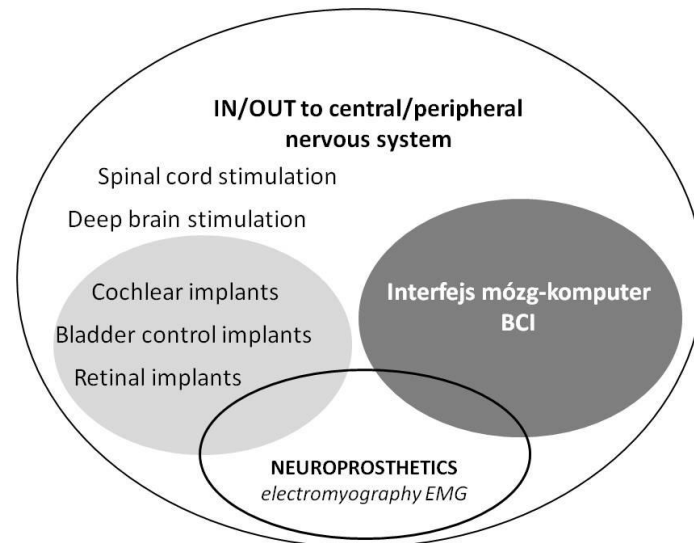 IN/OUT to central/peripheral
nervous system
Spinal cord stimulation
Deep brain stimulation
Cochlear implants
Bladder control implants
Retinal implants
Interfejs mózg-komputer
BCI
NEUROPROSTHETICS
electromyography EMG